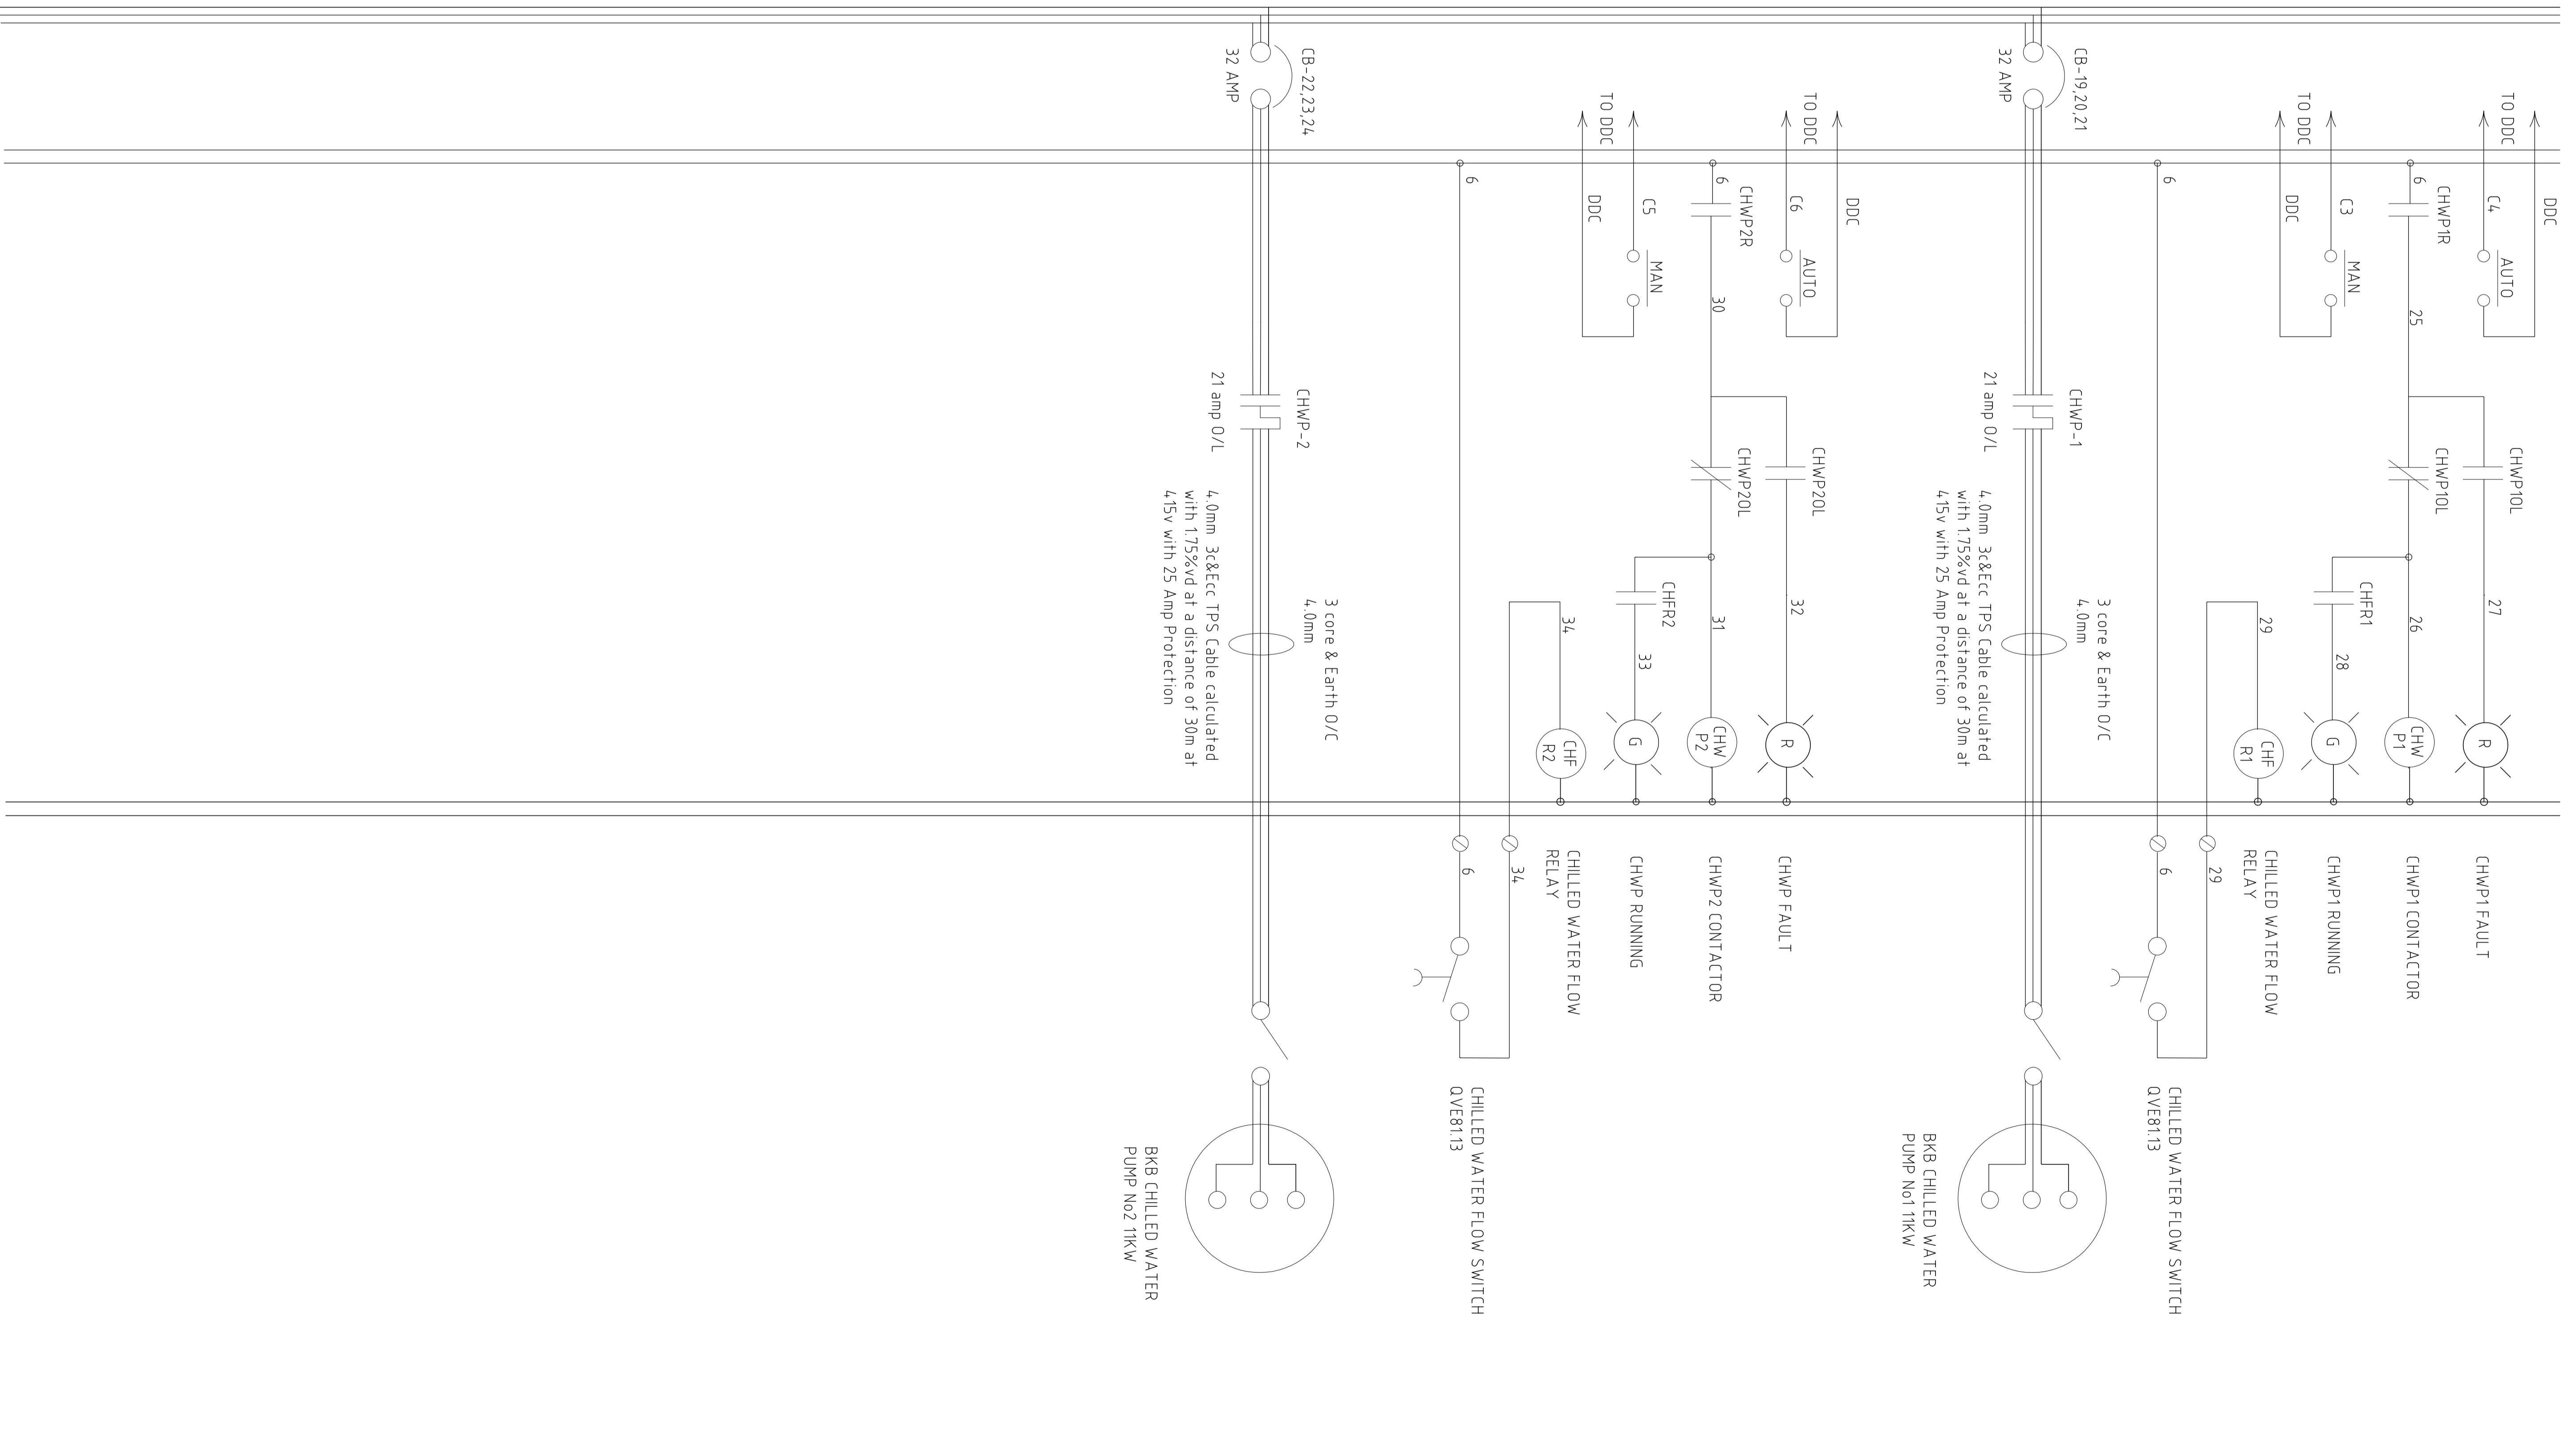 DDC
TO DDC
C4
AUTO
6
CHWP1R
25
CHWP1OL
27
R
CHWP1 FAULT
CHWP1OL
26
CHW
P1
CHWP1 CONTACTOR
C3
MAN
TO DDC
DDC
CHFR1
28
G
CHWP1 RUNNING
29
CHF
R1
CHILLED WATER FLOW
RELAY
29
6
6
CHILLED WATER FLOW SWITCH
QVE81.13
CB-19,20,21
32 AMP
CHWP-1
21 amp O/L
3 core & Earth O/C
4.0mm
4.0mm 3c&Ecc TPS Cable calculated
with 1.75%vd at a distance of 30m at
415v with 25 Amp Protection
BKB CHILLED WATER
PUMP No1 11KW
DDC
TO DDC
C6
AUTO
6
CHWP2R
30
CHWP2OL
32
R
CHWP FAULT
CHWP2OL
31
CHW
P2
CHWP2 CONTACTOR
C5
MAN
TO DDC
DDC
CHFR2
33
G
CHWP RUNNING
34
CHF
R2
CHILLED WATER FLOW
RELAY
34
6
6
CHILLED WATER FLOW SWITCH
QVE81.13
CB-22,23,24
32 AMP
CHWP-2
21 amp O/L
3 core & Earth O/C
4.0mm
4.0mm 3c&Ecc TPS Cable calculated
with 1.75%vd at a distance of 30m at
415v with 25 Amp Protection
BKB CHILLED WATER
PUMP No2 11KW